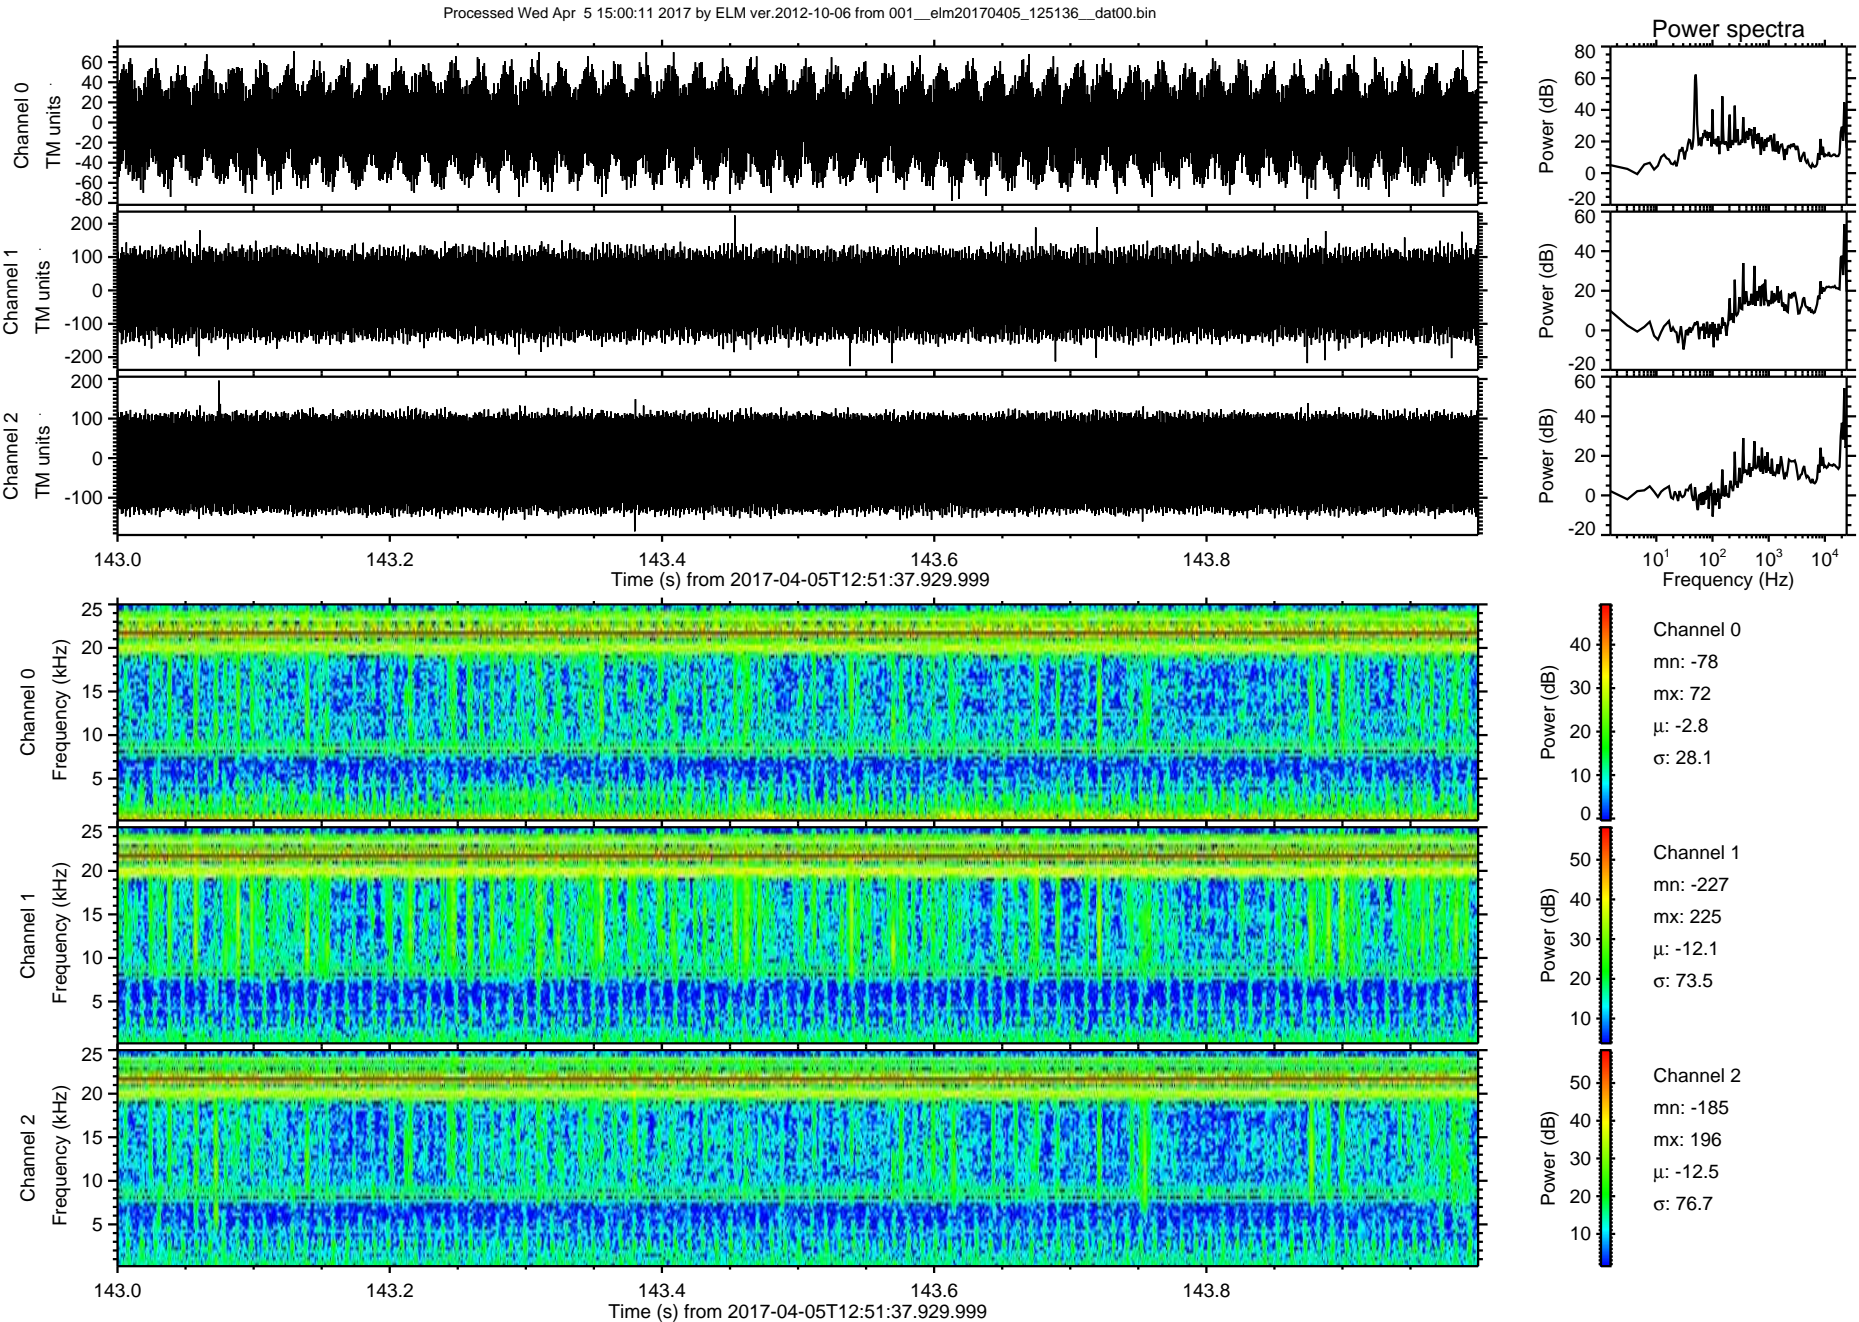 Processed Wed Apr 5 15:00:11 2017 by ELM ver.2012-10-06 from 001__elm20170405_125136__dat00.bin
Power spectra
Channel 0
TM units
60
40
20
0
-20
-40
-60
-80
Power (dB)
80
60
40
20
0
-20
Channel 1
TM units
200
100
0
-100
-200
Power (dB)
60
40
20
0
-20
Channel 2
TM units
200
100
0
-100
Power (dB)
60
40
20
0
-20
143.0
143.2
143.4
143.6
143.8
Time (s) from 2017-04-05T12:51:37.929.999
10^1
10^2
10^3
10^4
Frequency (Hz)
Channel 0
Frequency (kHz)
25
20
15
10
5
Power (dB)
40
30
20
10
0
Channel 0
mn: -78
mx: 72
μ: -2.8
σ: 28.1
Channel 1
Frequency (kHz)
25
20
15
10
5
Power (dB)
50
40
30
20
10
Channel 1
mn: -227
mx: 225
μ: -12.1
σ: 73.5
Channel 2
Frequency (kHz)
25
20
15
10
5
Power (dB)
50
40
30
20
10
Channel 2
mn: -185
mx: 196
μ: -12.5
σ: 76.7
143.0
143.2
143.4
143.6
143.8
Time (s) from 2017-04-05T12:51:37.929.999